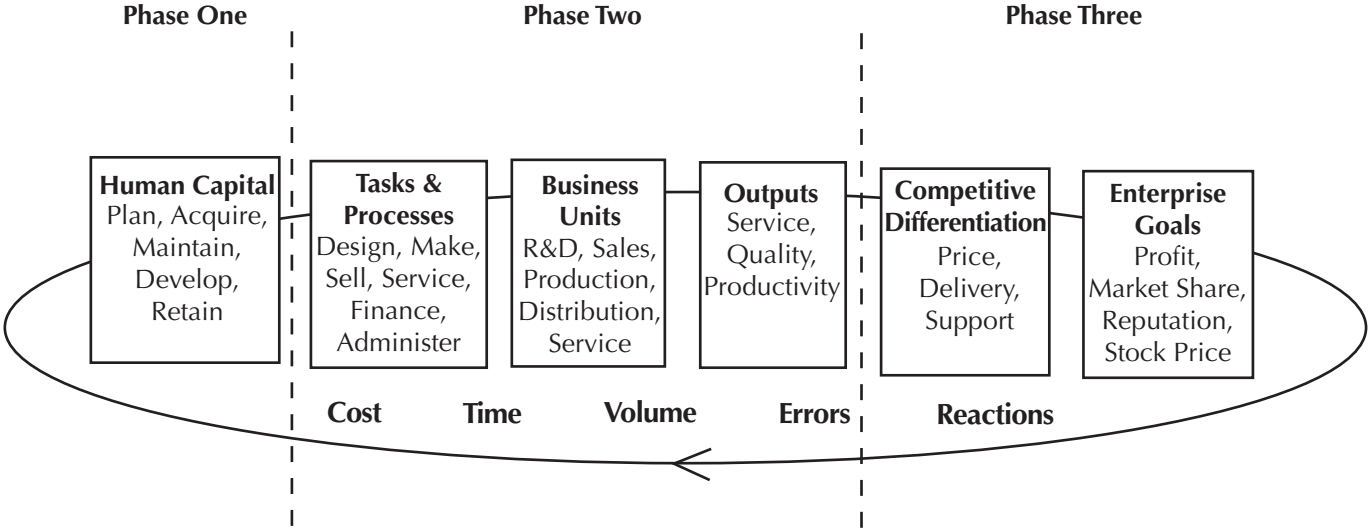 Phase One
Phase Two
Phase Three
Human Capital
Plan, Acquire,
Maintain,
Develop,
Retain
Tasks &
Processes
Design, Make,
Sell, Service,
Finance,
Administer
Business
Units
R&D, Sales,
Production,
Distribution,
Service
Outputs
Service,
Quality,
Productivity
Competitive
Differentiation
Price,
Delivery,
Support
Enterprise
Goals
Profit,
Market Share,
Reputation,
Stock Price
Cost
Time
Volume
Errors
Reactions